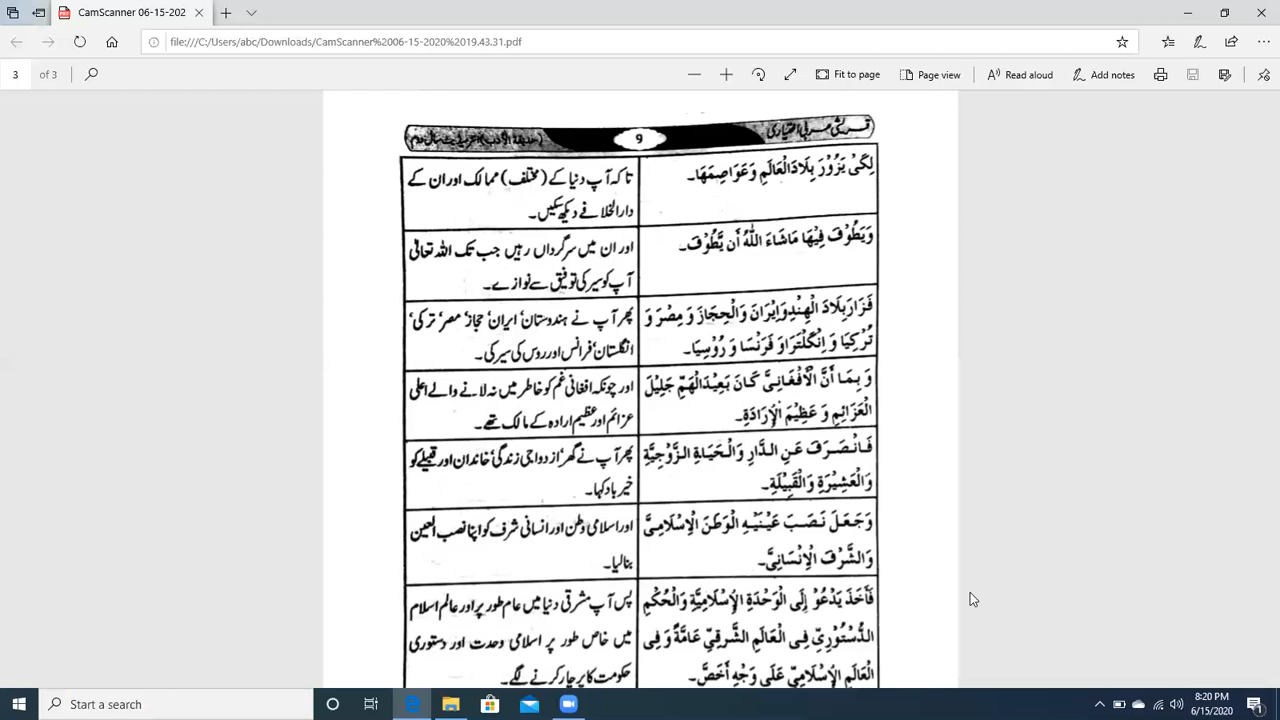 CamScanner 06-15-202
file:///C:/Users/abc/Downloads/CamScanner%2006-15-2020%2019.43.31.pdf
3 of 3
Fit to page
Page view
Read aloud
Add notes
قریشی عربی اختیاری
9
(حدیقۃ الادب) عربی
لِكَىْ يَزُوْرَ بِلَادَالْعَالَمِ وَعَوَاصِمَهَا۔
تاکہ آپ دنیا کے (مختلف) ممالک اور ان کے
دارالخلافے دیکھ سکیں۔
وَيَطُوْفَ فِيْهَا مَاشَاءَ اللّٰهُ أَن يَّطُوْفَ۔
اور ان میں سرگرداں رہیں جب تک اللہ تعالیٰ
آپ کو سیر کی توفیق سے نوازے۔
فَزَارَبِلَادَ الْهِنْدِوَاِيْرَانَ وَالْحِجَازَ وَ مِصْرَ وَ
تُرْكِيَا وَ اِنْكَلْتَرَاوَ فَرَنْسَا وَ رُوْسِيَا۔
پھر آپ نے ہندوستان‘ ایران‘ حجاز‘ مصر‘ ترکی‘
انگلستان‘ فرانس اور روس کی سیر کی۔
وَ بِمَا أَنَّ الْأَفْغَانِىَّ كَانَ بَعِيْدَالْهَمِّ جَلِيْلَ
الْعَزَائِمِ وَ عَظِيْمَ الْإِرَادَةِ۔
اور چونکہ افغانی غم کو خاطر میں نہ لانے والے اعلی
عزائم اور عظیم ارادہ کے مالک تھے۔
فَانْصَرَفَ عَنِ الدَّارِ وَالْحَيَاةِ الزَّوْجِيَّةِ
وَالْعَشِيْرَةِ وَالْقَبِيْلَةِ۔
پھر آپ نے گھر‘ ازدواجی زندگی‘ خاندان اور قبیلے کو
خیر باد کہا۔
وَجَعَلَ نَصَبَ عَيْنَيْهِ الْوَطَنَ الْإِسْلَامِىَّ
وَالشَّرَفَ الْاِنْسَانِىَّ۔
اور اسلامی وطن اور انسانی شرف کو اپنا نصب العین
بنا لیا۔
فَأَخَذَ يَدْعُوْ إِلَى الْوَحْدَةِ الْإِسْلَامِيَّةِ وَالْحُكْمِ
الدُّسْتُوْرِيِّ فِى الْعَالَمِ الشَّرْقِيِّ عَامَّةً وَ فِى
الْعَالَمِ الْإِسْلَامِيِّ عَلَى وَجْهٍ أَخَصَّ۔
پس آپ مشرقی دنیا میں عام طور پر اور عالم اسلام
میں خاص طور پر اسلامی وحدت اور دستوری
حکومت کا پرچار کرنے لگے۔
Start a search
8:20 PM
6/15/2020